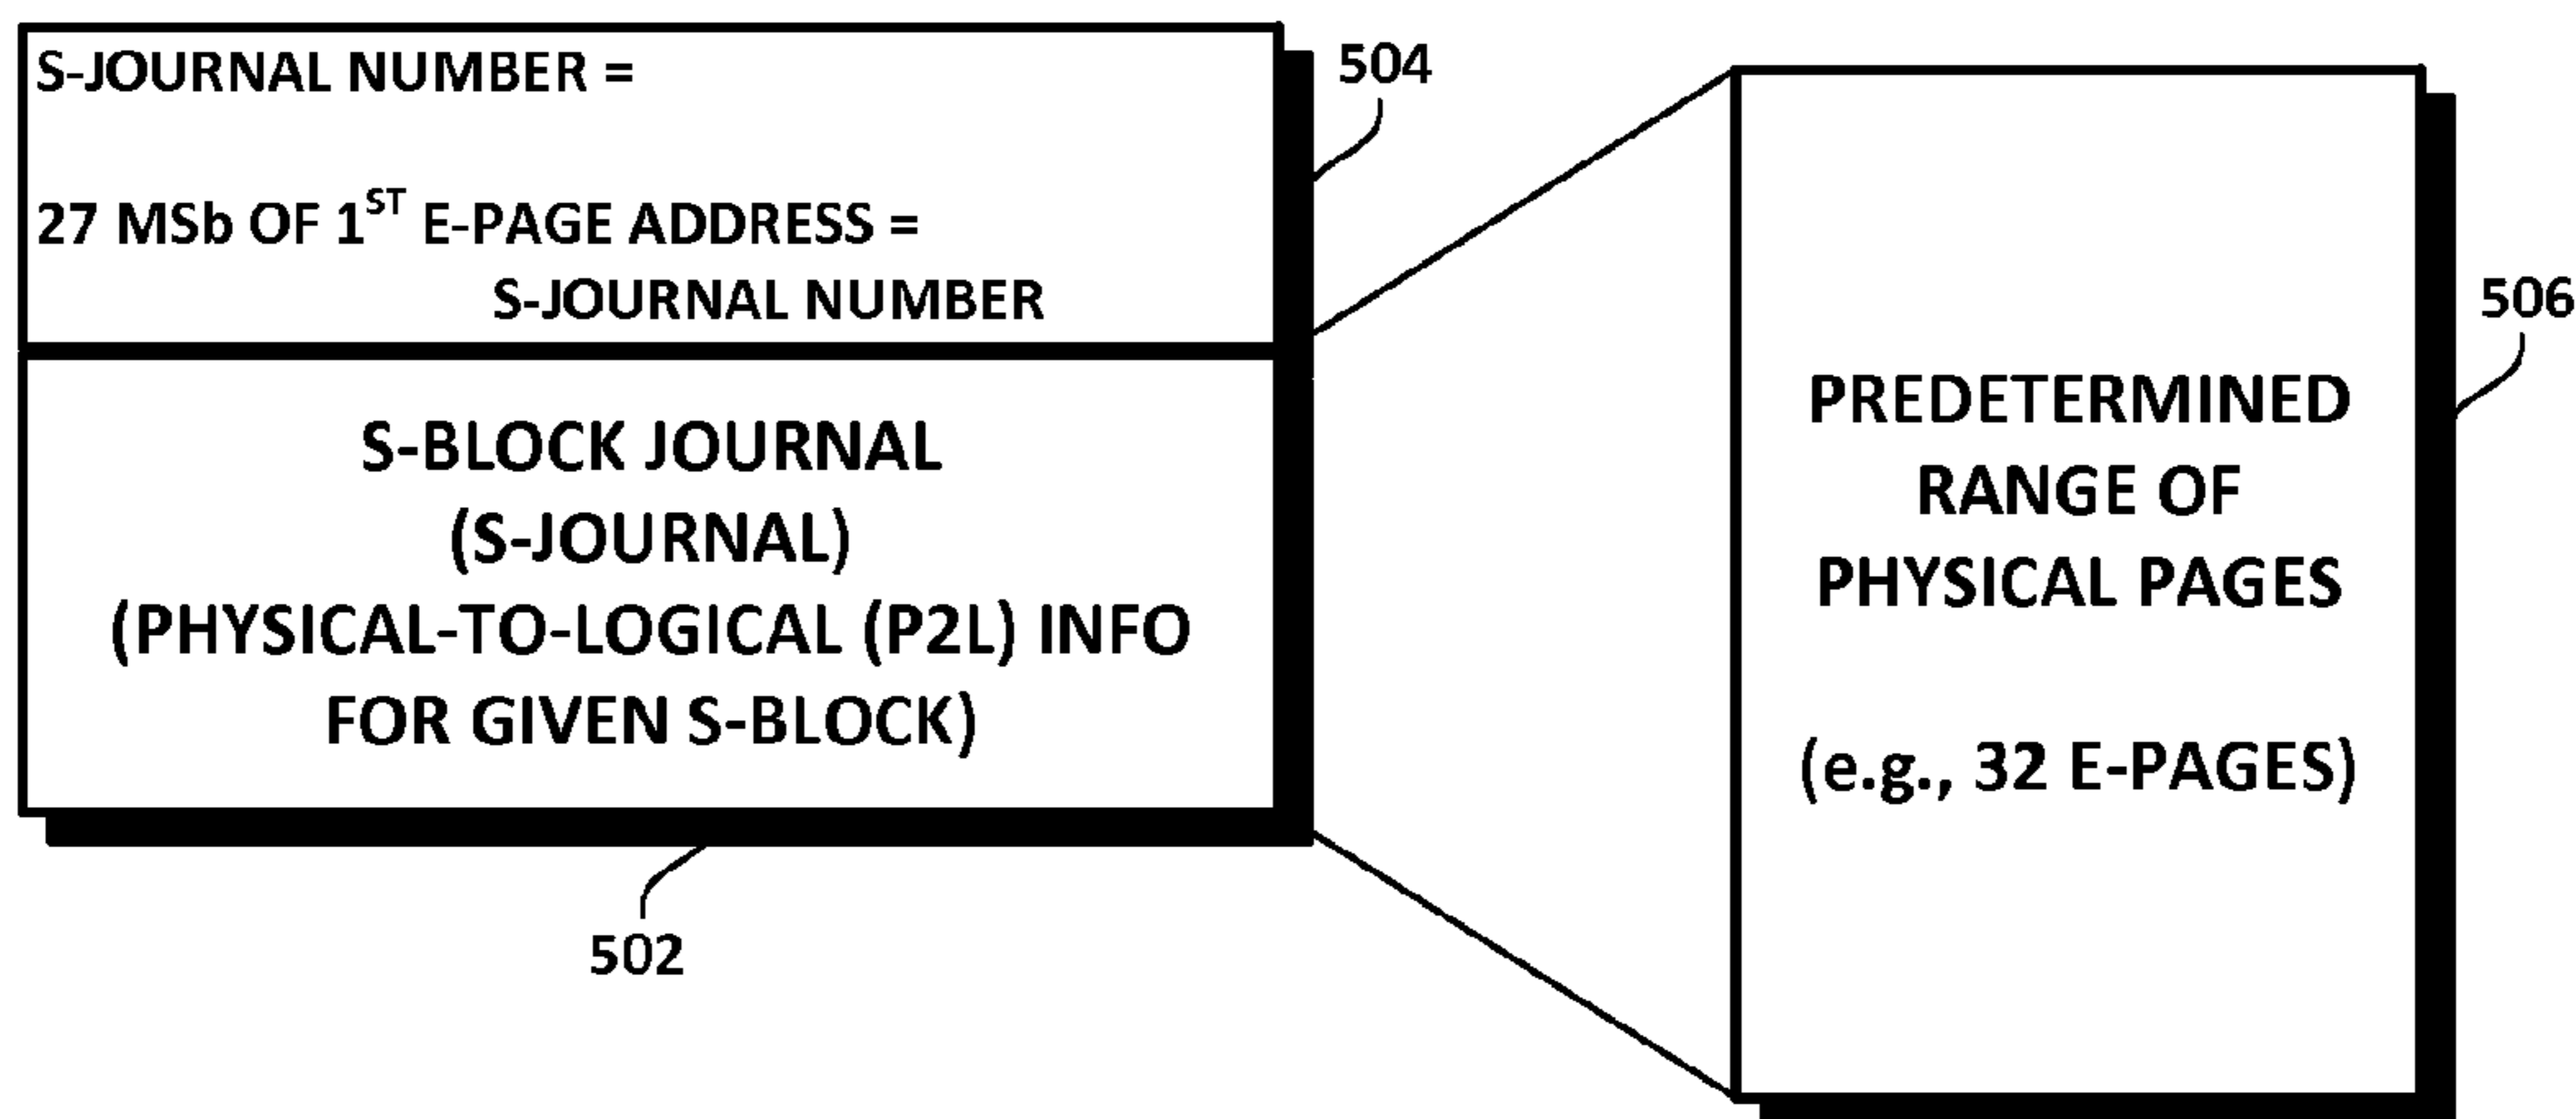 S-JOURNAL NUMBER =
27 MSb OF 1ST E-PAGE ADDRESS =
S-JOURNAL NUMBER
504
S-BLOCK JOURNAL
(S-JOURNAL)
(PHYSICAL-TO-LOGICAL (P2L) INFO
FOR GIVEN S-BLOCK)
502
PREDETERMINED
RANGE OF
PHYSICAL PAGES
(e.g., 32 E-PAGES)
506